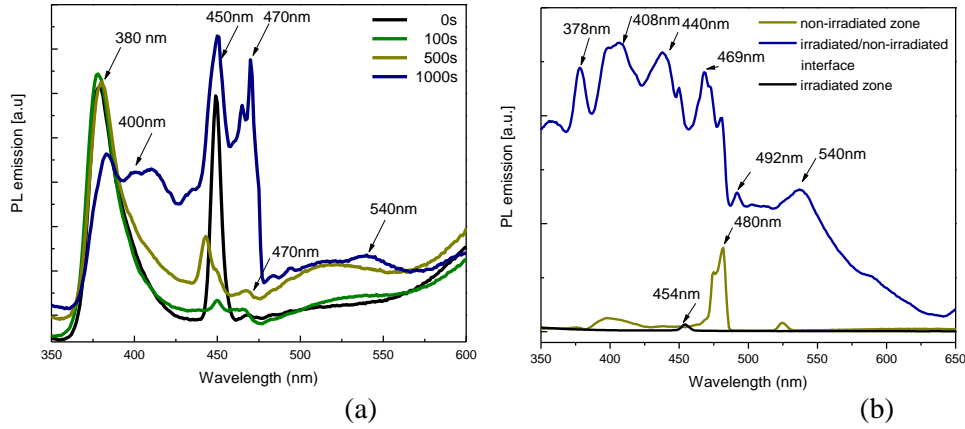 380 nm
450nm
470nm
0s
100s
500s
1000s
400nm
540nm
470nm
PL emission [a.u]
350
400
450
500
550
600
Wavelength (nm)
(a)
378nm
408nm
440nm
469nm
non-irradiated zone
irradiated/non-irradiated
interface
irradiated zone
492nm
540nm
480nm
454nm
PL emission [a.u.]
350
400
450
500
550
600
650
Wavelength (nm)
(b)